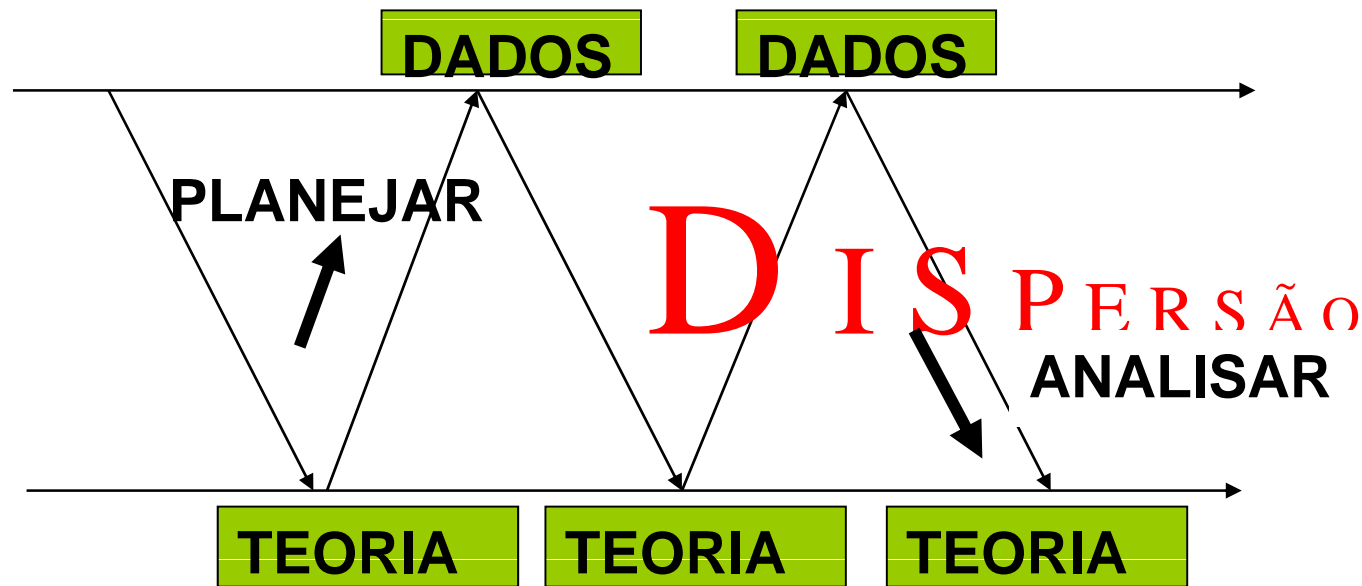 DADOS DADOS
PLANEJAR
DISPERSÃO
ANALISAR
TEORIA TEORIA TEORIA